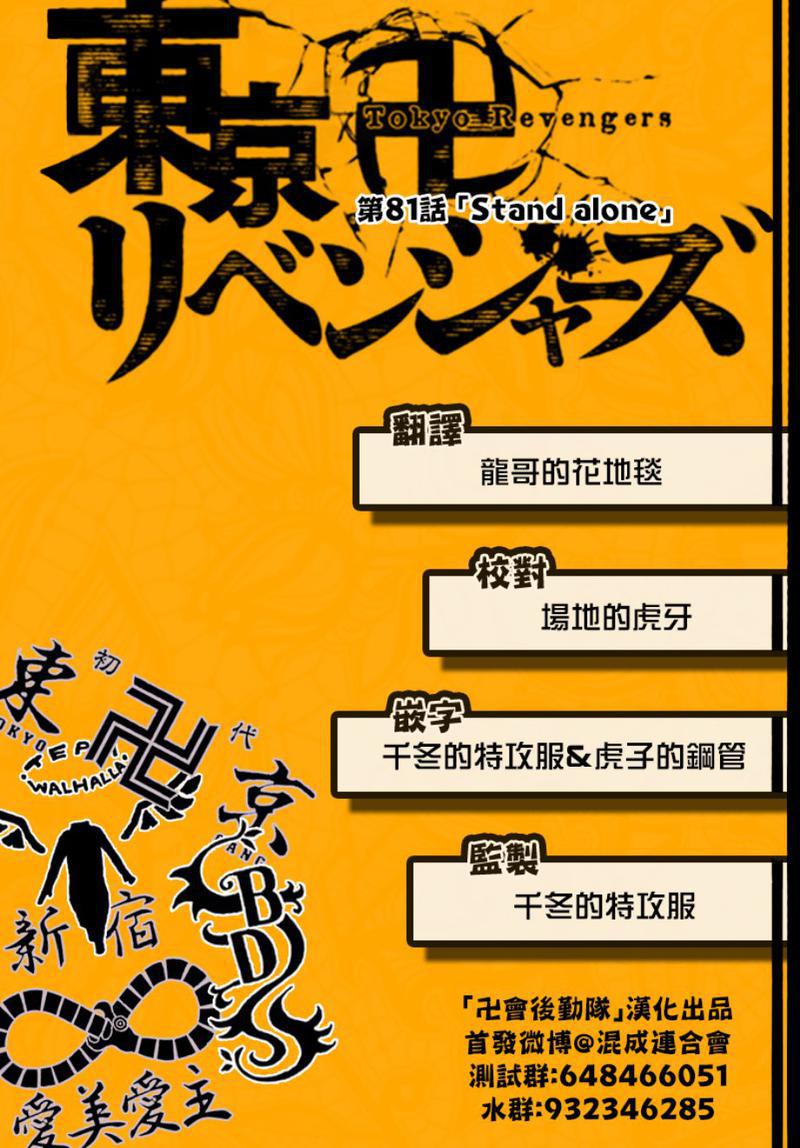 東京卍
Tokyo Revengers
第81話「Stand alone」
リベンジャーズ
翻譯
龍哥的花地毯
校對
場地的虎牙
嵌字
千冬的特攻服&虎子的鋼管
監製
千冬的特攻服
「卍會後勤隊」漢化出品
首發微博@混成連合會
測試群:648466051
水群:932346285
初
代
東
卍
京
WALHALLA
BD
新宿
愛美愛主